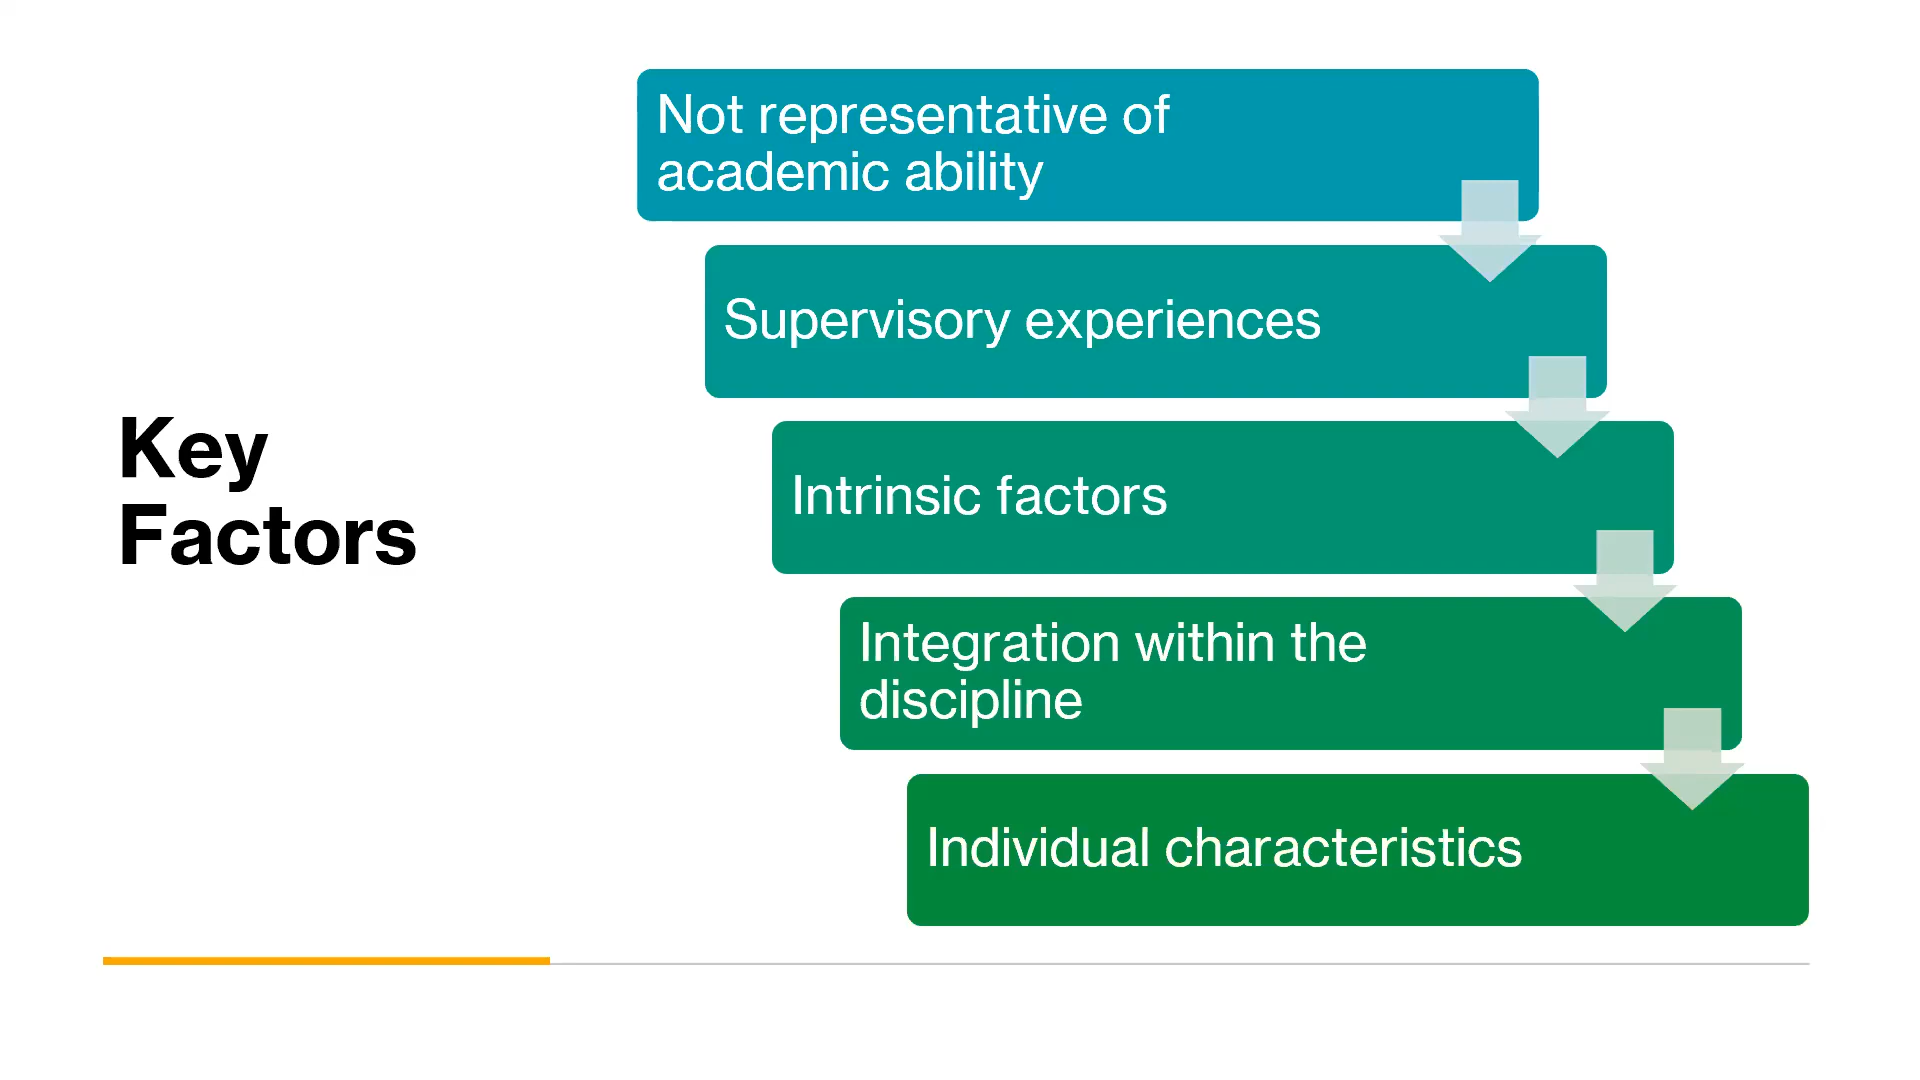 Key
Factors
Not representative of
academic ability
Supervisory experiences
Intrinsic factors
Integration within the
discipline
Individual characteristics